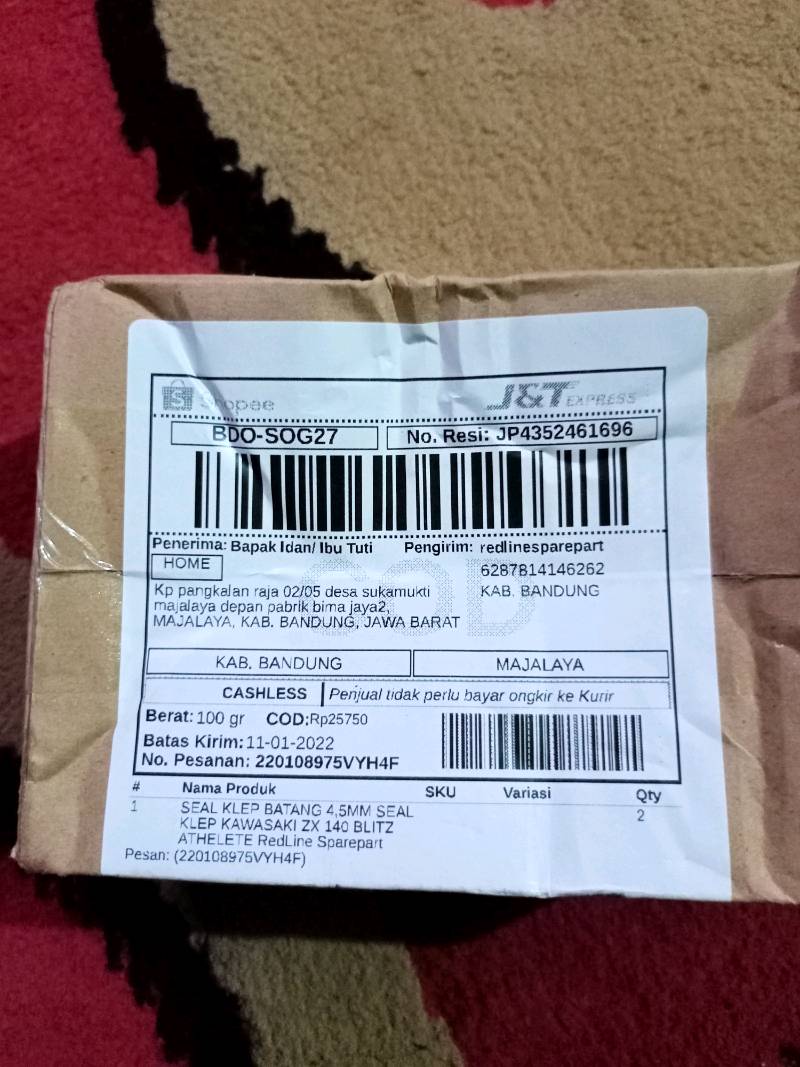 Shopee
J&T EXPRESS
BDO-SOG27
No. Resi: JP4352461696
Penerima: Bapak Idan/ Ibu Tuti
Pengirim: redlinesparepart
HOME
6287814146262
Kp pangkalan raja 02/05 desa sukamukti
KAB. BANDUNG
majalaya depan pabrik bima jaya2,
MAJALAYA, KAB. BANDUNG, JAWA BARAT
COD
KAB. BANDUNG
MAJALAYA
CASHLESS
Penjual tidak perlu bayar ongkir ke Kurir
Berat: 100 gr COD:Rp25750
Batas Kirim: 11-01-2022
No. Pesanan: 220108975VYH4F
# Nama Produk SKU Variasi Qty
1 SEAL KLEP BATANG 4,5MM SEAL 2
KLEP KAWASAKI ZX 140 BLITZ
ATHELETE RedLine Sparepart
Pesan: (220108975VYH4F)